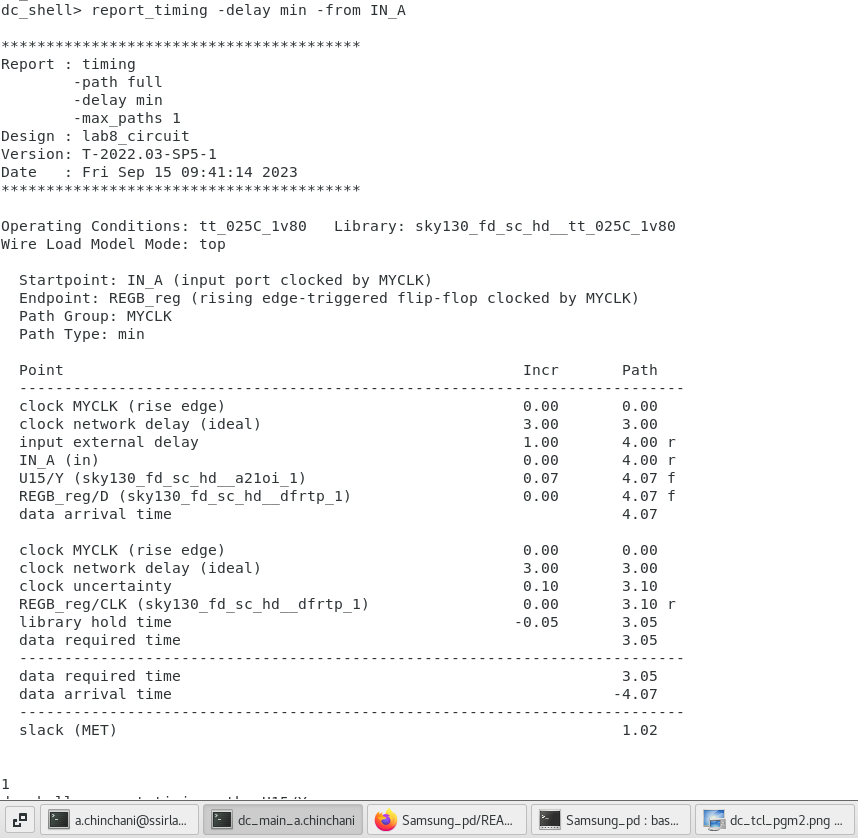 dc_shell> report_timing -delay min -from IN_A
****************************************
Report : timing
        -path full
        -delay min
        -max_paths 1
Design : lab8_circuit
Version: T-2022.03-SP5-1
Date   : Fri Sep 15 09:41:14 2023
****************************************
Operating Conditions: tt_025C_1v80   Library: sky130_fd_sc_hd__tt_025C_1v80
Wire Load Model Mode: top
  Startpoint: IN_A (input port clocked by MYCLK)
  Endpoint: REGB_reg (rising edge-triggered flip-flop clocked by MYCLK)
  Path Group: MYCLK
  Path Type: min
  Point                                                   Incr       Path
  --------------------------------------------------------------------------
  clock MYCLK (rise edge)                                 0.00       0.00
  clock network delay (ideal)                             3.00       3.00
  input external delay                                    1.00       4.00 r
  IN_A (in)                                               0.00       4.00 r
  U15/Y (sky130_fd_sc_hd__a21oi_1)                        0.07       4.07 f
  REGB_reg/D (sky130_fd_sc_hd__dfrtp_1)                   0.00       4.07 f
  data arrival time                                                  4.07
  clock MYCLK (rise edge)                                 0.00       0.00
  clock network delay (ideal)                             3.00       3.00
  clock uncertainty                                       0.10       3.10
  REGB_reg/CLK (sky130_fd_sc_hd__dfrtp_1)                 0.00       3.10 r
  library hold time                                      -0.05       3.05
  data required time                                                 3.05
  --------------------------------------------------------------------------
  data required time                                                 3.05
  data arrival time                                                 -4.07
  --------------------------------------------------------------------------
  slack (MET)                                                        1.02
1
a.chinchani@ssirla... dc_main_a.chinchani Samsung_pd/REA... Samsung_pd : bas... dc_tcl_pgm2.png ...